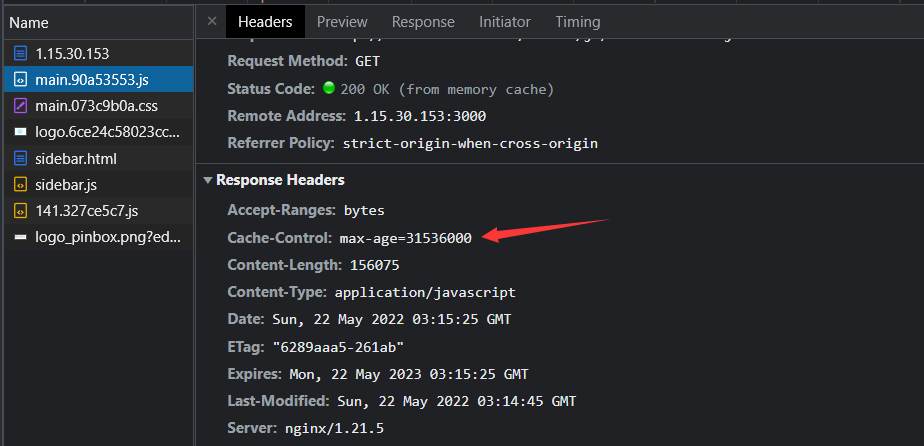 Name
1.15.30.153
main.90a53553.js
main.073c9b0a.css
logo.6ce24c58023cc...
sidebar.html
sidebar.js
141.327ce5c7.js
logo_pinbox.png?ed...
× Headers Preview Response Initiator Timing
Request Method: GET
Status Code: 200 OK (from memory cache)
Remote Address: 1.15.30.153:3000
Referrer Policy: strict-origin-when-cross-origin
Response Headers
Accept-Ranges: bytes
Cache-Control: max-age=31536000
Content-Length: 156075
Content-Type: application/javascript
Date: Sun, 22 May 2022 03:15:25 GMT
ETag: "6289aaa5-261ab"
Expires: Mon, 22 May 2023 03:15:25 GMT
Last-Modified: Sun, 22 May 2022 03:14:45 GMT
Server: nginx/1.21.5